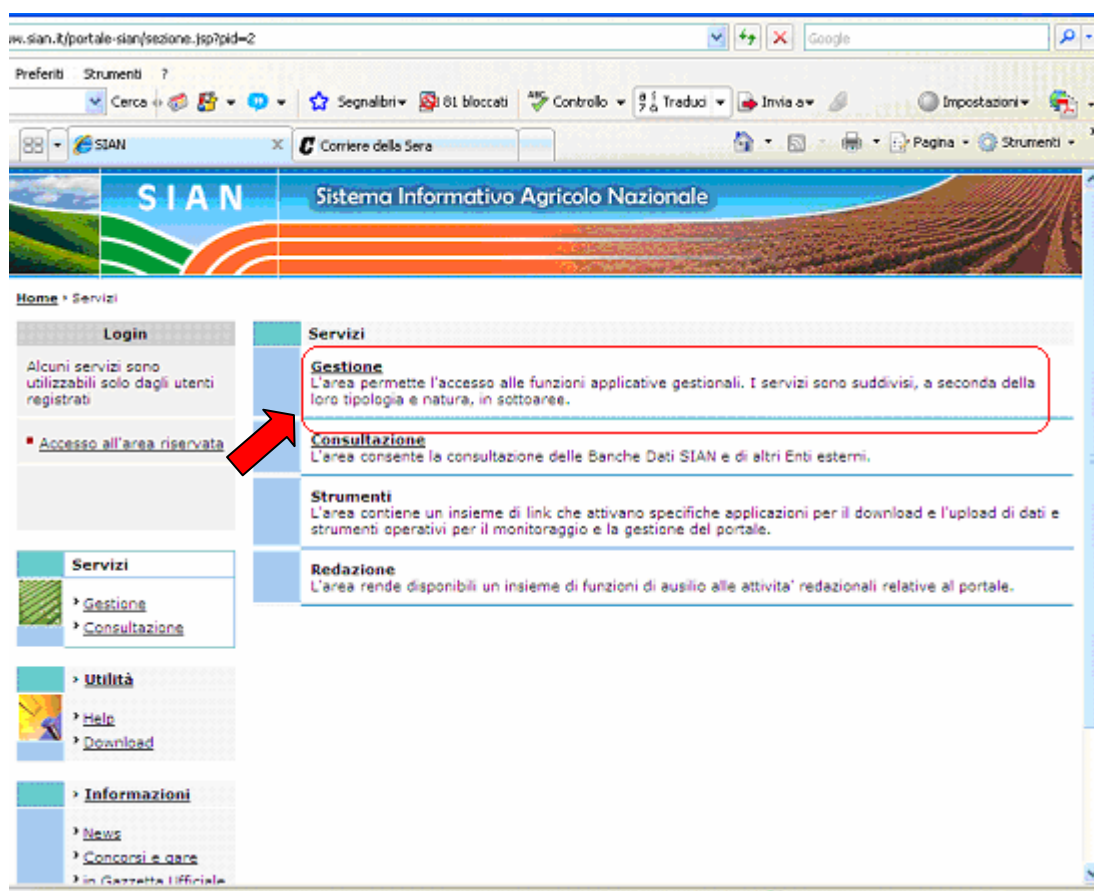 ww.sian.it/portale-sian/sezione.jsp?pid=2
Google
Preferiti Strumenti ?
Cerca
Segnalibri
81 bloccati
Controllo
Traduci
Invia a
Impostazioni
SIAN
Corriere della Sera
Pagina
Strumenti
SIAN
Sistema Informativo Agricolo Nazionale
Home › Servizi
Login
Alcuni servizi sono
utilizzabili solo dagli utenti
registrati
Accesso all'area riservata
Servizi
Gestione
L'area permette l'accesso alle funzioni applicative gestionali. I servizi sono suddivisi, a seconda della
loro tipologia e natura, in sottoaree.
Consultazione
L'area consente la consultazione delle Banche Dati SIAN e di altri Enti esterni.
Strumenti
L'area contiene un insieme di link che attivano specifiche applicazioni per il download e l'upload di dati e
strumenti operativi per il monitoraggio e la gestione del portale.
Redazione
L'area rende disponibili un insieme di funzioni di ausilio alle attivita' redazionali relative al portale.
Servizi
› Gestione
› Consultazione
› Utilità
› Help
› Download
› Informazioni
› News
› Concorsi e gare
› in Gazzetta Ufficiale